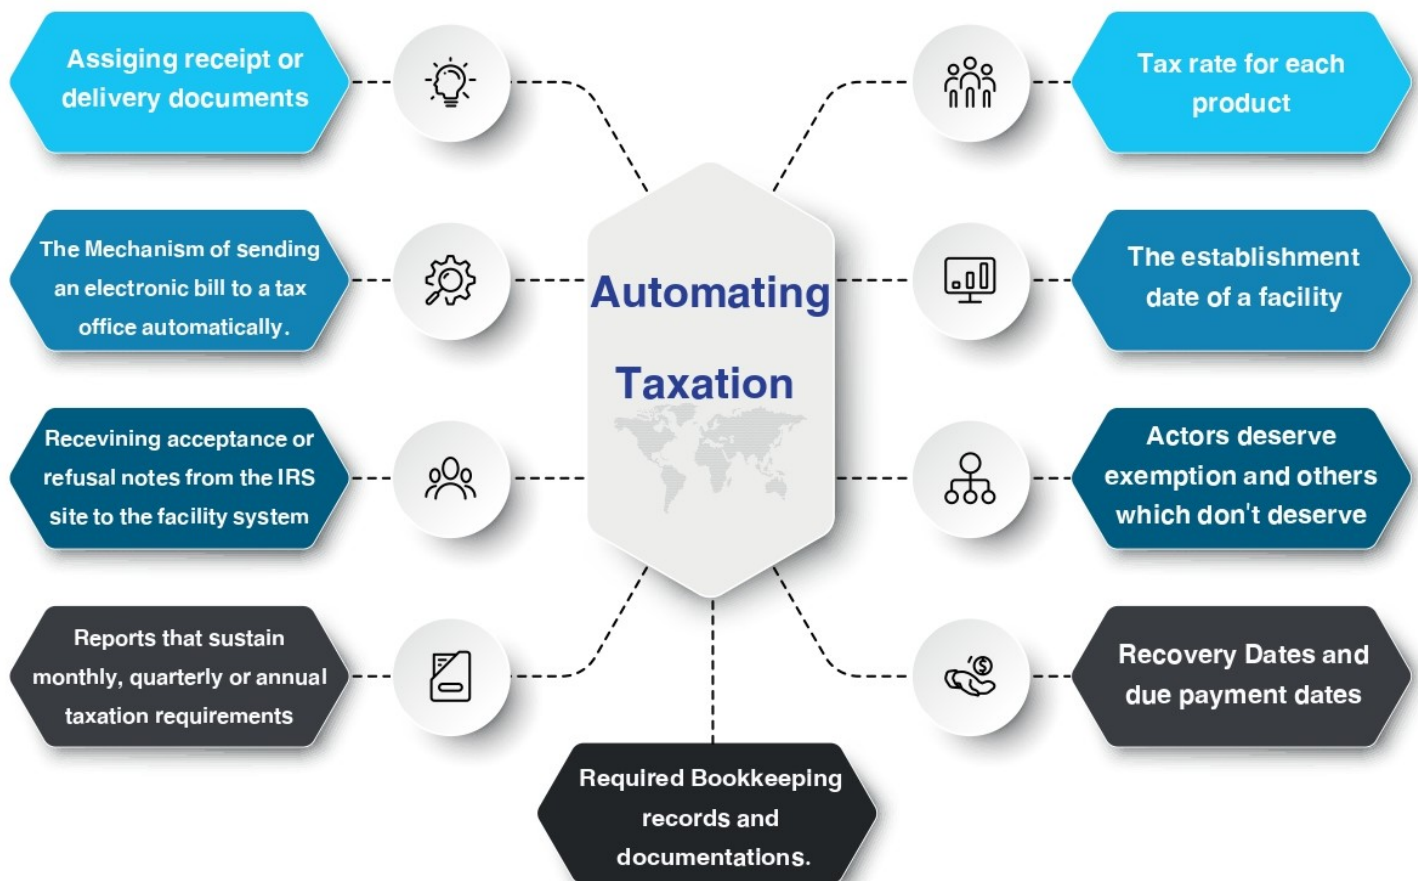 Assiging receipt or
delivery documents
The Mechanism of sending
an electronic bill to a tax
office automatically.
Recevining acceptance or
refusal notes from the IRS
site to the facility system
Reports that sustain
monthly, quarterly or annual
taxation requirements
Automating
Taxation
Tax rate for each
product
The establishment
date of a facility
Actors deserve
exemption and others
which don't deserve
Recovery Dates and
due payment dates
Required Bookkeeping
records and
documentations.